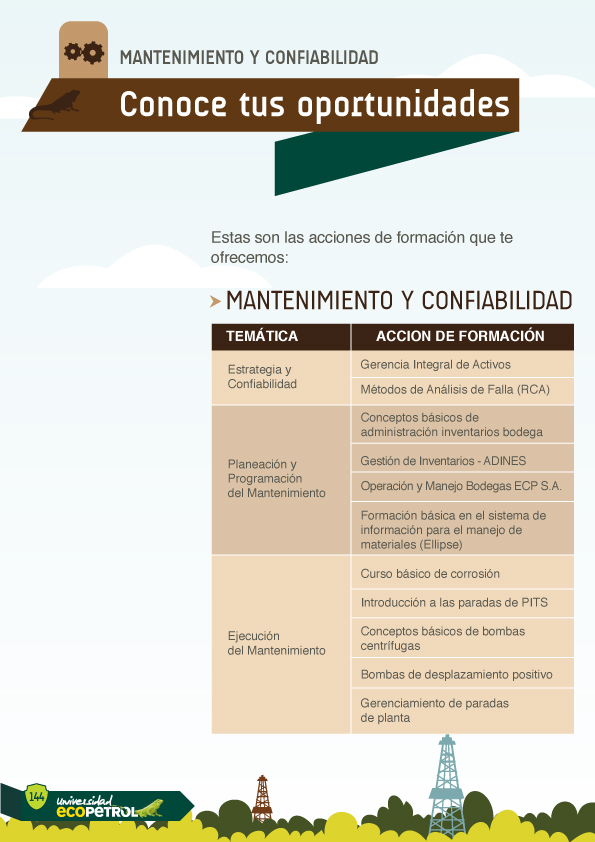 MANTENIMIENTO Y CONFIABILIDAD
Conoce tus oportunidades
Estas son las acciones de formación que te
ofrecemos:
MANTENIMIENTO Y CONFIABILIDAD
TEMÁTICA
ACCION DE FORMACIÓN
Estrategia y
Confiabilidad
Gerencia Integral de Activos
Métodos de Análisis de Falla (RCA)
Planeación y
Programación
del Mantenimiento
Conceptos básicos de
administración inventarios bodega
Gestión de Inventarios - ADINES
Operación y Manejo Bodegas ECP S.A.
Formación básica en el sistema de
información para el manejo de
materiales (Ellipse)
Ejecución
del Mantenimiento
Curso básico de corrosión
Introducción a las paradas de PITS
Conceptos básicos de bombas
centrífugas
Bombas de desplazamiento positivo
Gerenciamiento de paradas
de planta
144
universidad
ecopetrol